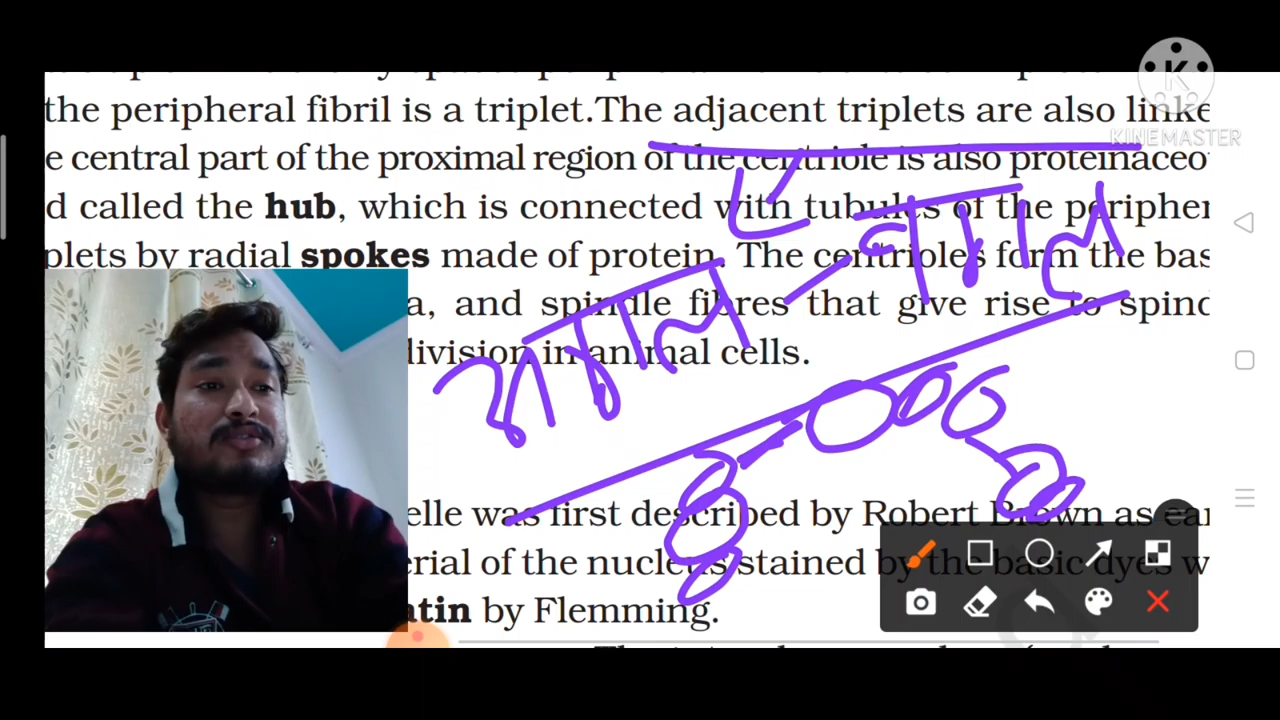 the peripheral fibril is a triplet. The adjacent triplets are also linke
e central part of the proximal region of the centriole is also proteinaceo
d called the hub, which is connected with tubules of the peripher
plets by radial spokes made of protein. The centrioles form the bas
a, and spindle fibres that give rise to spind
division in animal cells.
अगल - बगल
elle was first described by Robert Brown as ear
erial of the nucleus stained by the basic dyes w
atin by Flemming.
K
KINEMASTER